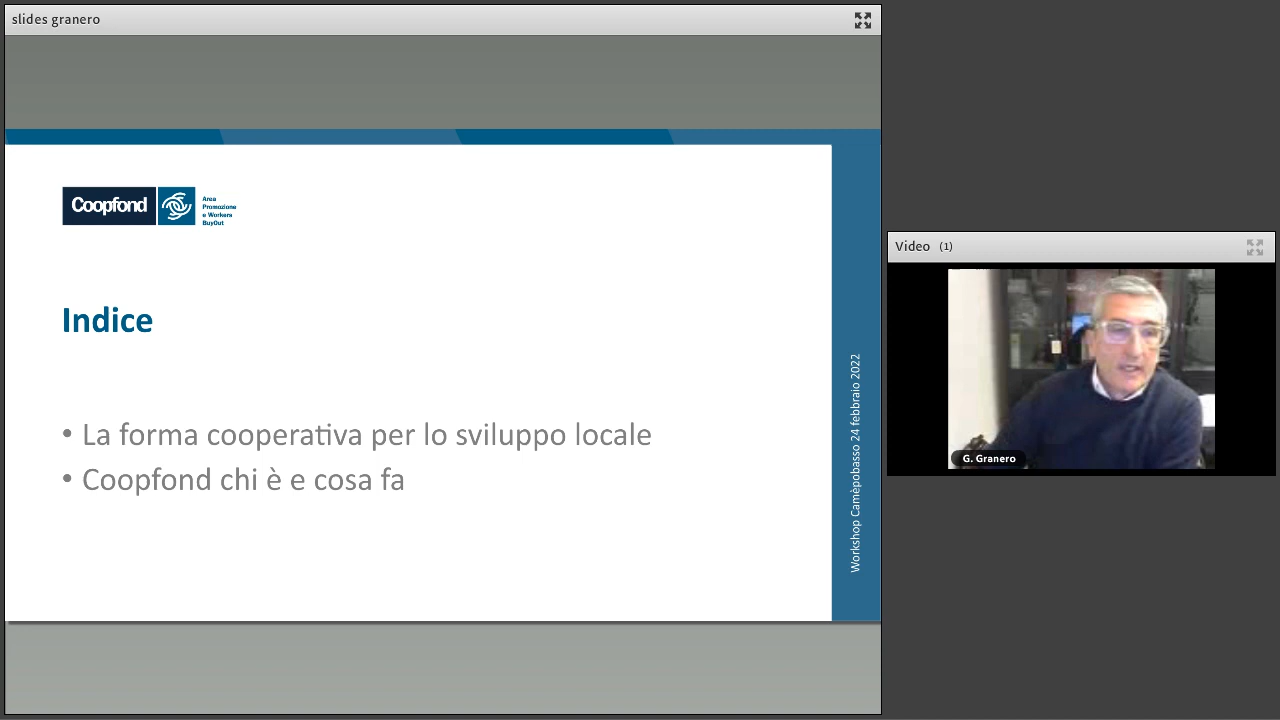 slides granero
Coopfond
Area
Promozione
e Workers
BuyOut
Indice
• La forma cooperativa per lo sviluppo locale
• Coopfond chi è e cosa fa
Workshop Camèpobasso 24 febbraio 2022
Video (1)
G. Granero